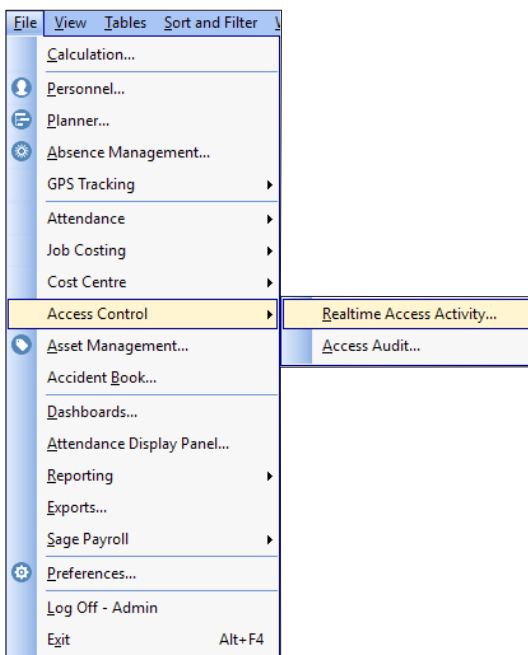 File View Tables Sort and Filter
Calculation...
Personnel...
Planner...
Absence Management...
GPS Tracking
Attendance
Job Costing
Cost Centre
Access Control
Realtime Access Activity...
Asset Management...
Access Audit...
Accident Book...
Dashboards...
Attendance Display Panel...
Reporting
Exports...
Sage Payroll
Preferences...
Log Off - Admin
Exit Alt+F4